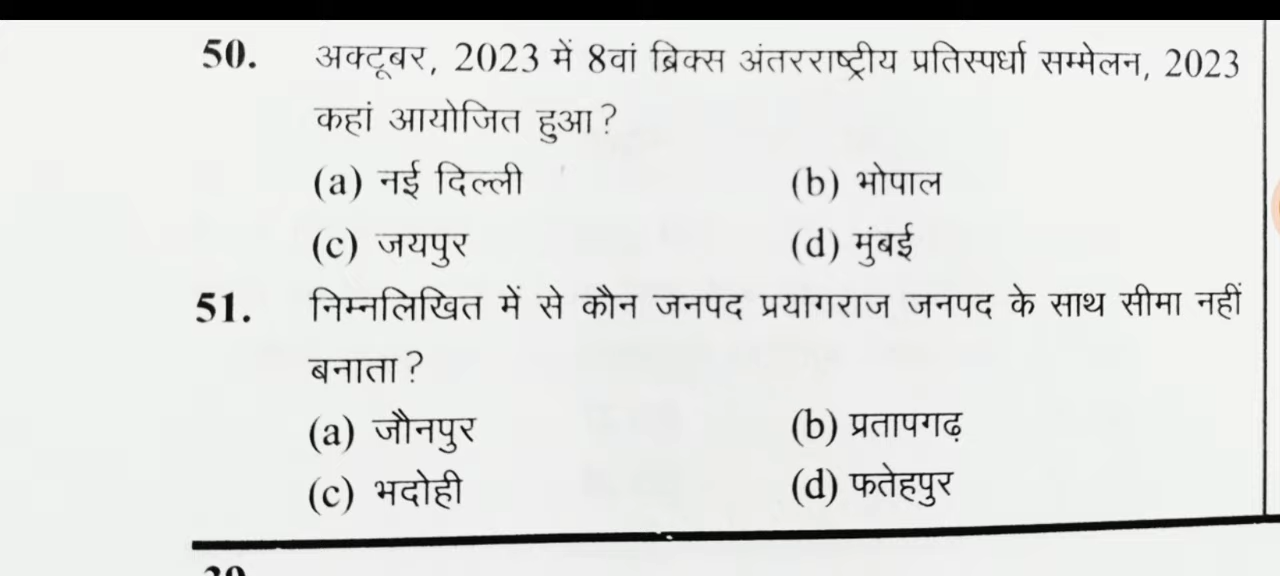 50. अक्टूबर, 2023 में 8वां ब्रिक्स अंतरराष्ट्रीय प्रतिस्पर्धा सम्मेलन, 2023
कहां आयोजित हुआ?
(a) नई दिल्ली (b) भोपाल
(c) जयपुर (d) मुंबई
51. निम्नलिखित में से कौन जनपद प्रयागराज जनपद के साथ सीमा नहीं
बनाता?
(a) जौनपुर (b) प्रतापगढ़
(c) भदोही (d) फतेहपुर